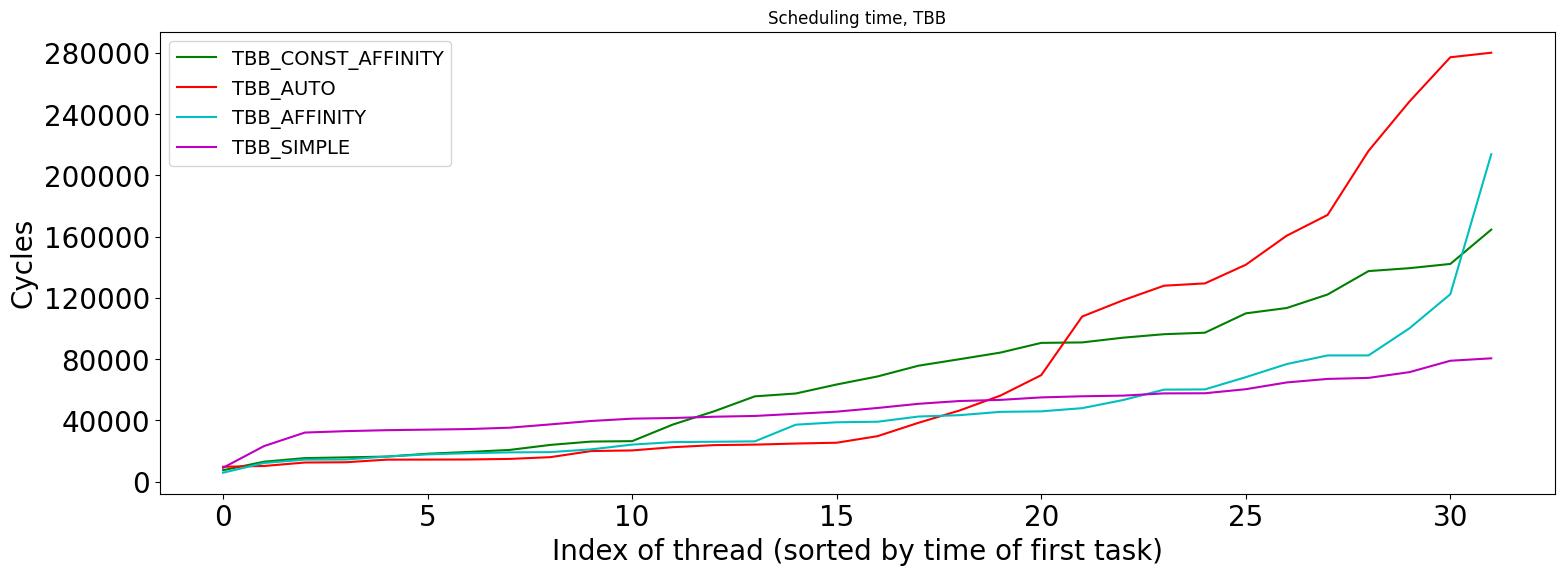 Scheduling time, TBB
280000
240000
200000
160000
120000
80000
40000
0
Cycles
TBB_CONST_AFFINITY
TBB_AUTO
TBB_AFFINITY
TBB_SIMPLE
0 5 10 15 20 25 30
Index of thread (sorted by time of first task)